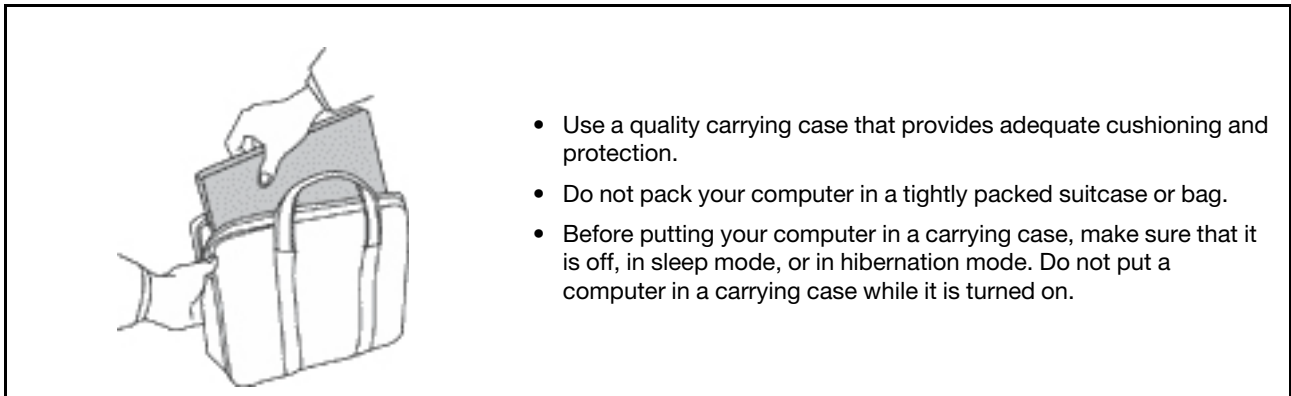 • Use a quality carrying case that provides adequate cushioning and
protection.
• Do not pack your computer in a tightly packed suitcase or bag.
• Before putting your computer in a carrying case, make sure that it
is off, in sleep mode, or in hibernation mode. Do not put a
computer in a carrying case while it is turned on.